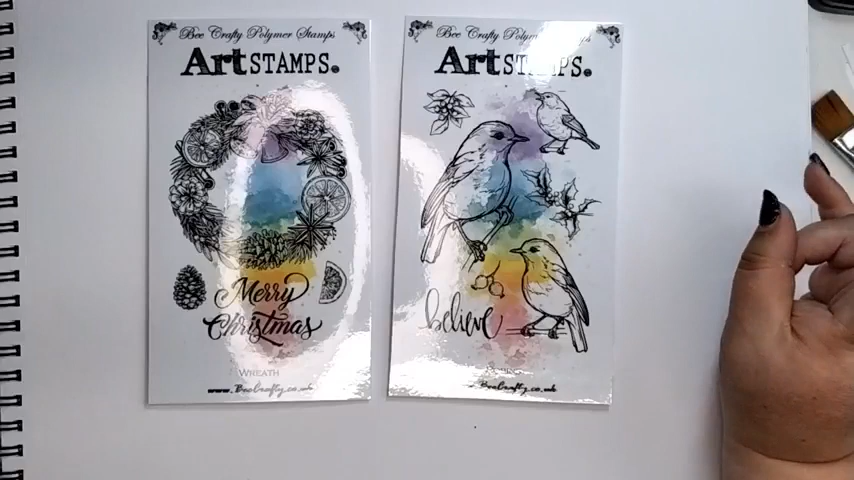 Bee Crafty Polymer Stamps
ArtSTAMPS.
Merry
Christmas
WREATH
www.BeeCrafty.co.uk
Bee Crafty Polymer Stamps
ArtSTAMPS.
believe
www.BeeCrafty.co.uk